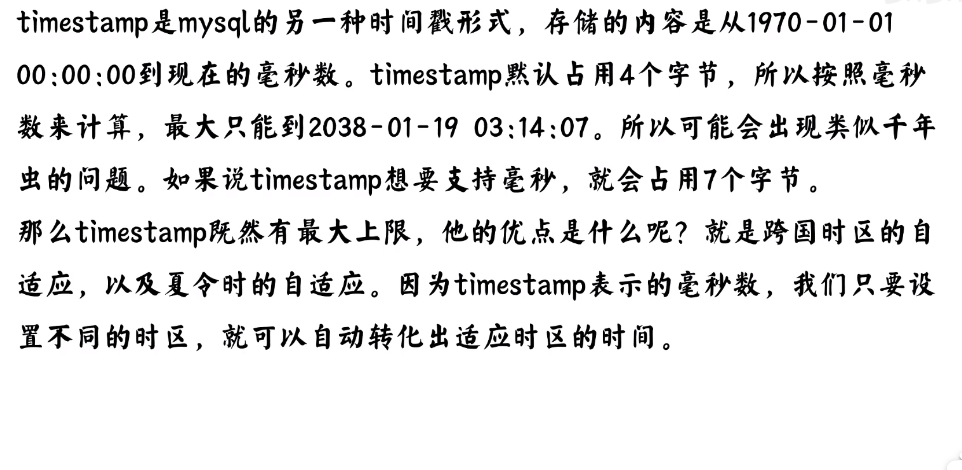 timestamp是mysql的另一种时间戳形式，存储的内容是从1970-01-01
00:00:00到现在的毫秒数。timestamp默认占用4个字节，所以按照毫秒
数来计算，最大只能到2038-01-19 03:14:07。所以可能会出现类似千年
虫的问题。如果说timestamp想要支持毫秒，就会占用7个字节。
那么timestamp既然有最大上限，他的优点是什么呢？就是跨国时区的自
适应，以及夏令时的自适应。因为timestamp表示的毫秒数，我们只要设
置不同的时区，就可以自动转化出适应时区的时间。